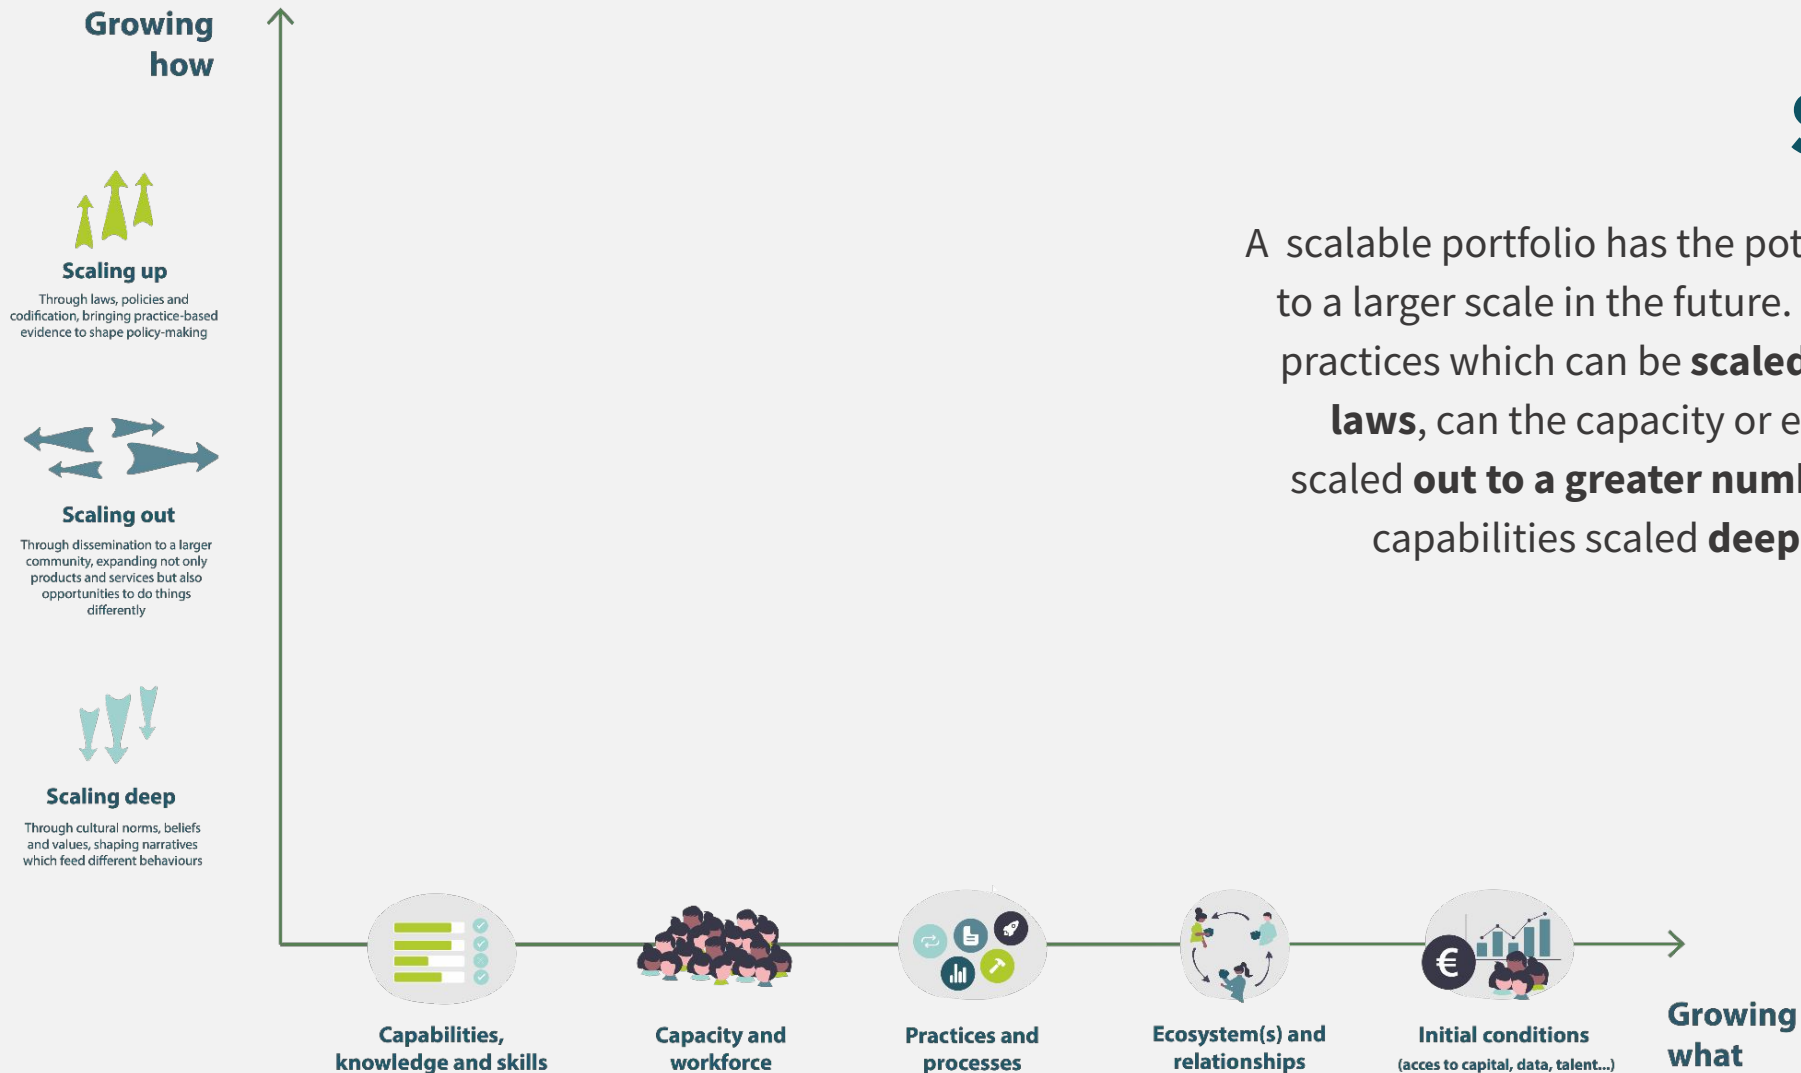 Growing
how
Scaling up
Through laws, policies and
codification, bringing practice-based
evidence to shape policy-making
Scaling out
Through dissemination to a larger
community, expanding not only
products and services but also
opportunities to do things
differently
Scaling deep
Through cultural norms, beliefs
and values, shaping narratives
which feed different behaviours
A scalable portfolio has the pot
to a larger scale in the future.
practices which can be scaled
laws, can the capacity or e
scaled out to a greater num
capabilities scaled deep
Capabilities,
knowledge and skills
Capacity and
workforce
Practices and
processes
Ecosystem(s) and
relationships
€
Initial conditions
(acces to capital, data, talent...)
Growing
what